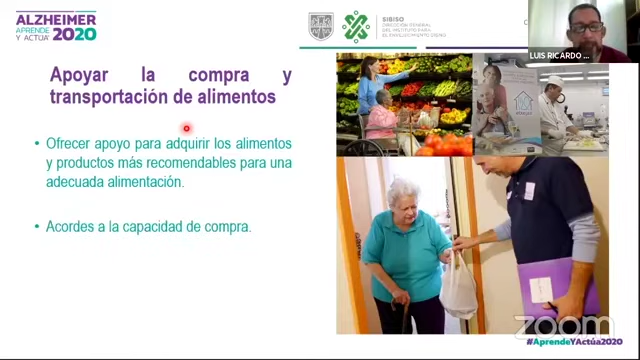 ALZHEIMER
APRENDE
Y ACTÚA
2020
SIBISO
DIRECCIÓN GENERAL
DEL INSTITUTO PARA
EL ENVEJECIMIENTO DIGNO
C
LUIS RICARDO ...
Apoyar la compra y
transportación de alimentos
• Ofrecer apoyo para adquirir los alimentos
y productos más recomendables para una
adecuada alimentación.
• Acordes a la capacidad de compra.
zoom
#AprendeYActúa2020